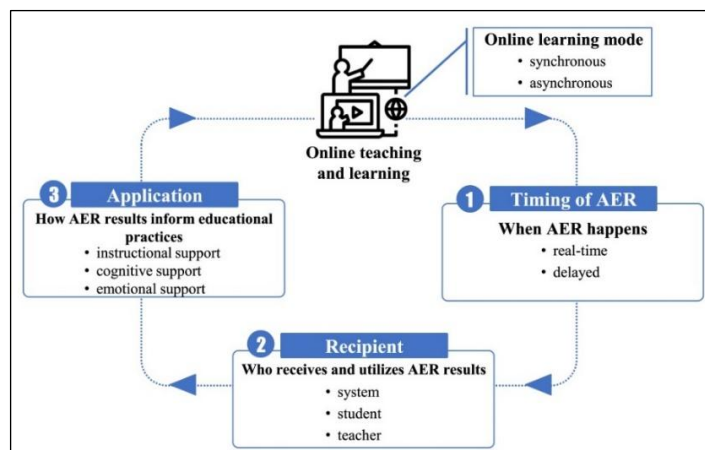 Online learning mode
• synchronous
• asynchronous
Online teaching
and learning
1 Timing of AER
When AER happens
• real-time
• delayed
2 Recipient
Who receives and utilizes AER results
• system
• student
• teacher
3 Application
How AER results inform educational
practices
• instructional support
• cognitive support
• emotional support